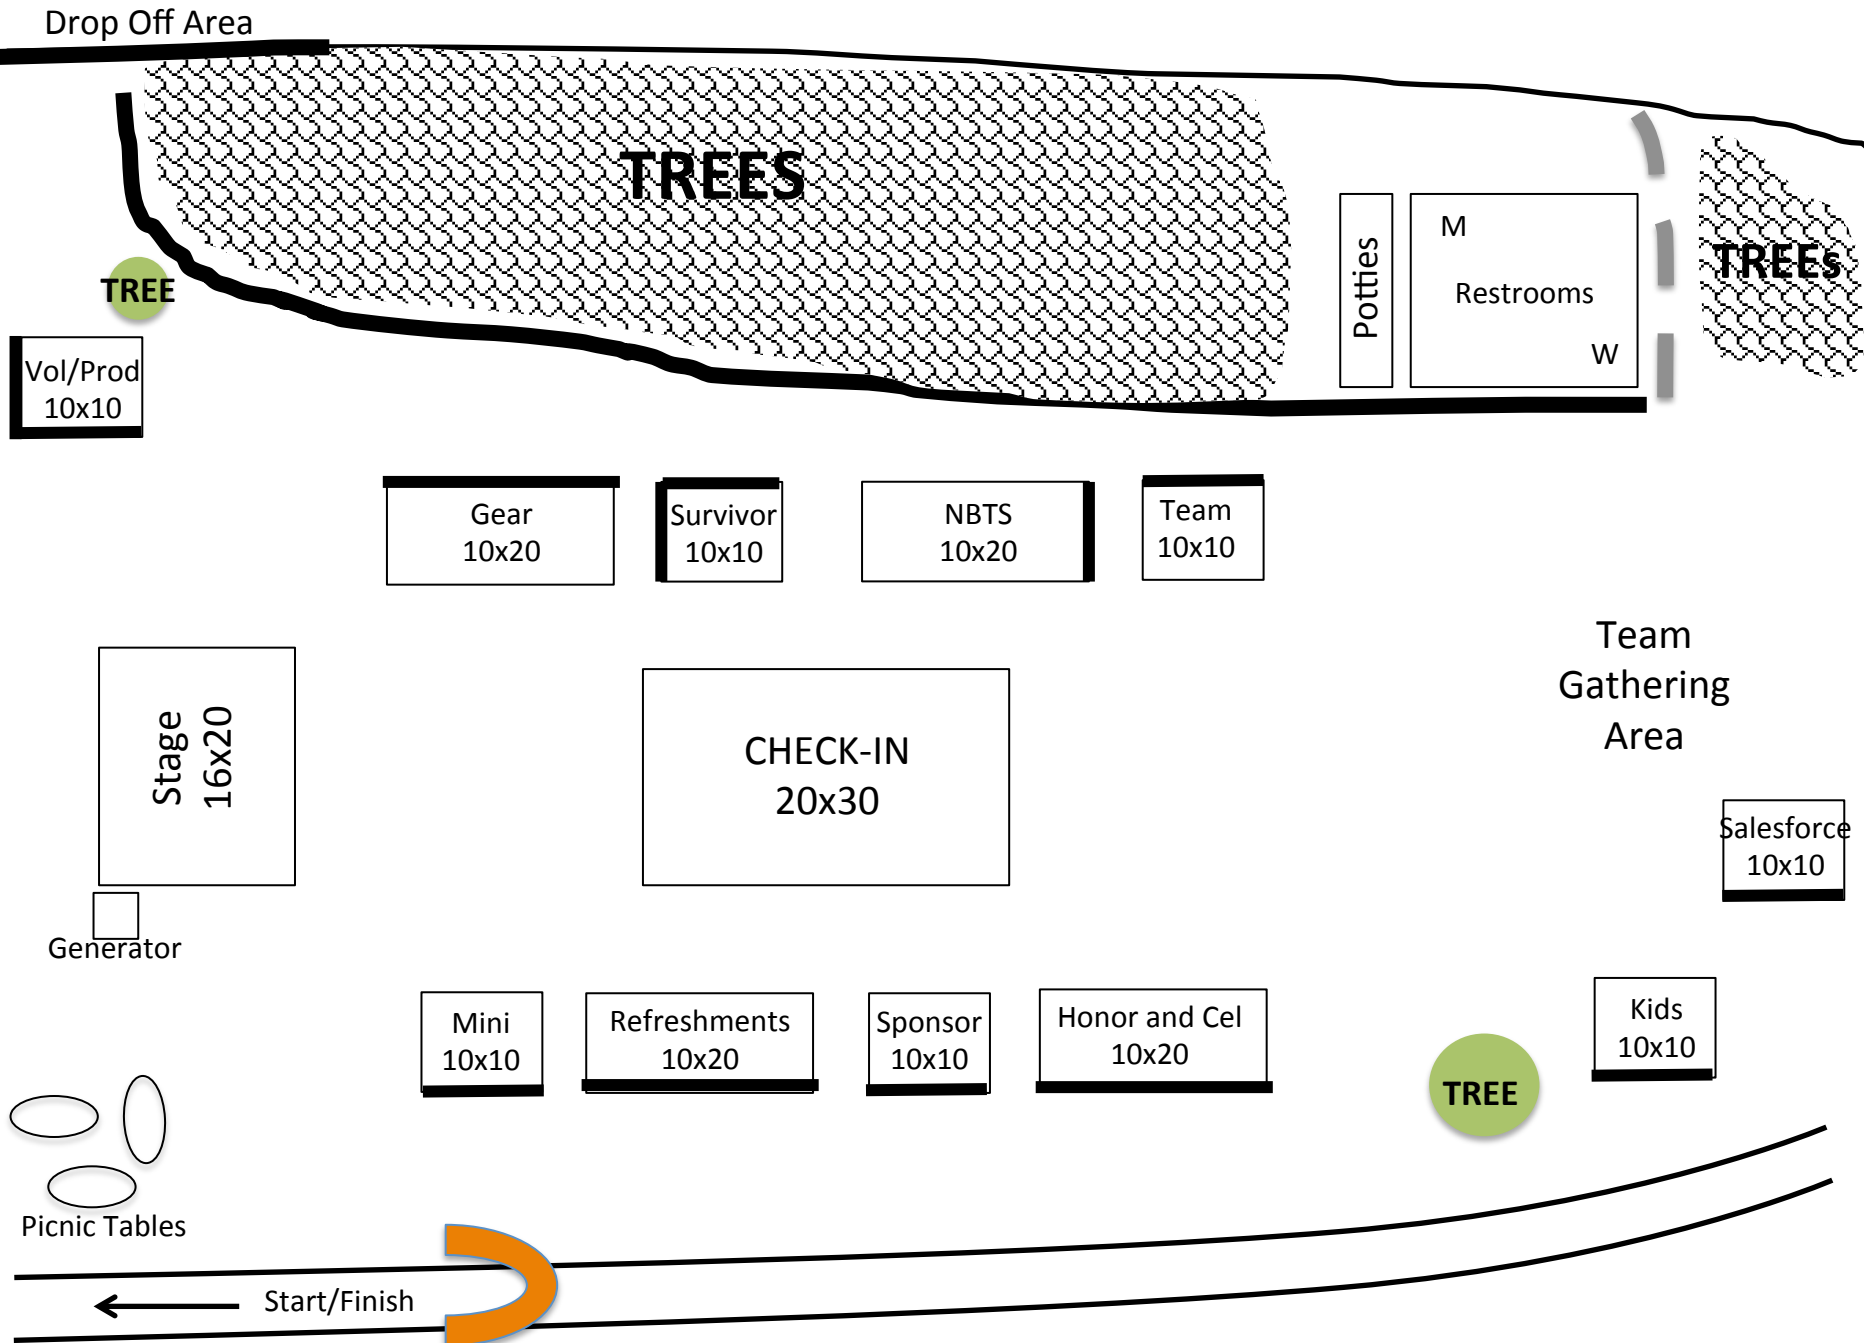 Drop Off Area
TREES
M
Potties
Restrooms
W
TREEs
TREE
Vol/Prod
10x10
Gear
10x20
Survivor
10x10
NBTS
10x20
Team
10x10
Team
Gathering
Area
Stage
16x20
CHECK-IN
20x30
Salesforce
10x10
Generator
Mini
10x10
Refreshments
10x20
Sponsor
10x10
Honor and Cel
10x20
Kids
10x10
TREE
Picnic Tables
Start/Finish